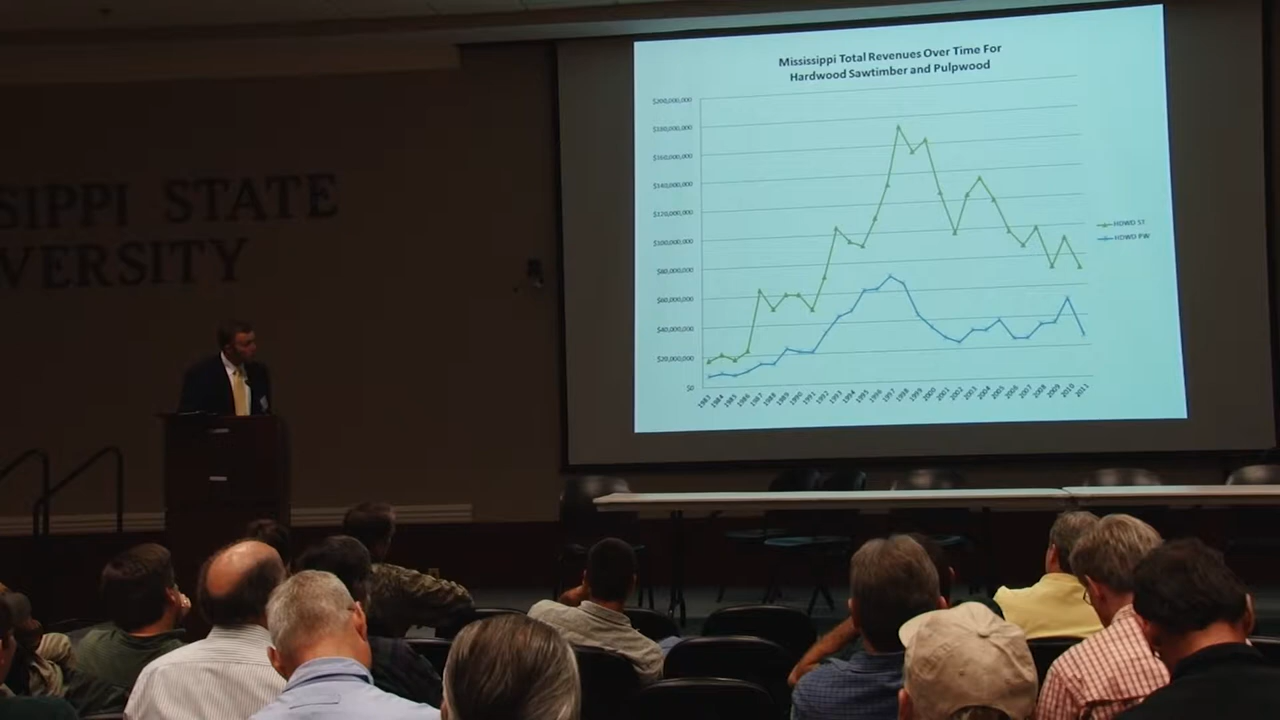 Mississippi Total Revenues Over Time For
Hardwood Sawtimber and Pulpwood
$200,000,000
$180,000,000
$160,000,000
$140,000,000
$120,000,000
$100,000,000
$80,000,000
$60,000,000
$40,000,000
$20,000,000
$0
1983 1984 1985 1986 1987 1988 1989 1990 1991 1992 1993 1994 1995 1996 1997 1998 1999 2000 2001 2002 2003 2004 2005 2006 2007 2008 2009 2010 2011
HDWD ST
HDWD PW
SSIPPI STATE
VERSITY